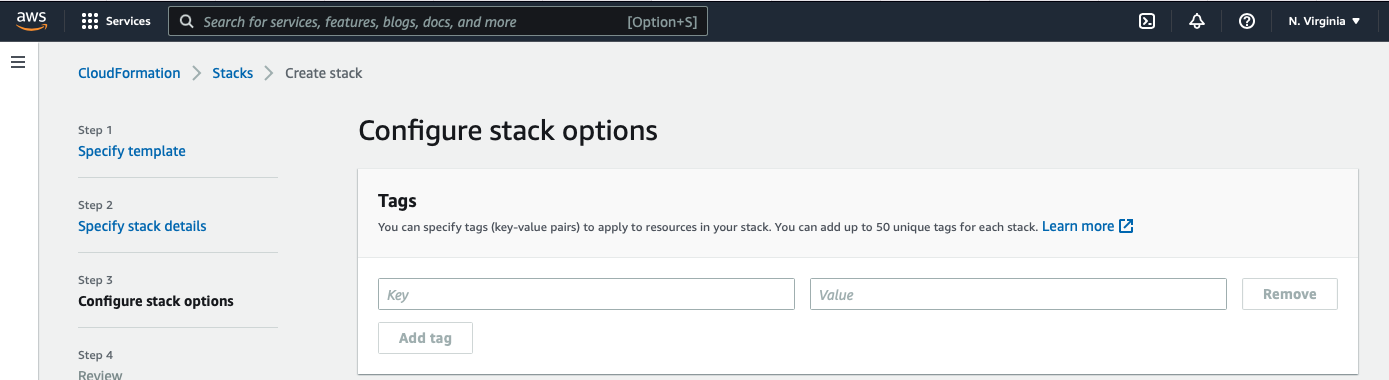 aws Services Search for services, features, blogs, docs, and more [Option+S] N. Virginia
CloudFormation Stacks Create stack
Step 1
Specify template
Step 2
Specify stack details
Step 3
Configure stack options
Step 4
Review
Configure stack options
Tags
You can specify tags (key-value pairs) to apply to resources in your stack. You can add up to 50 unique tags for each stack. Learn more
Key Value Remove
Add tag